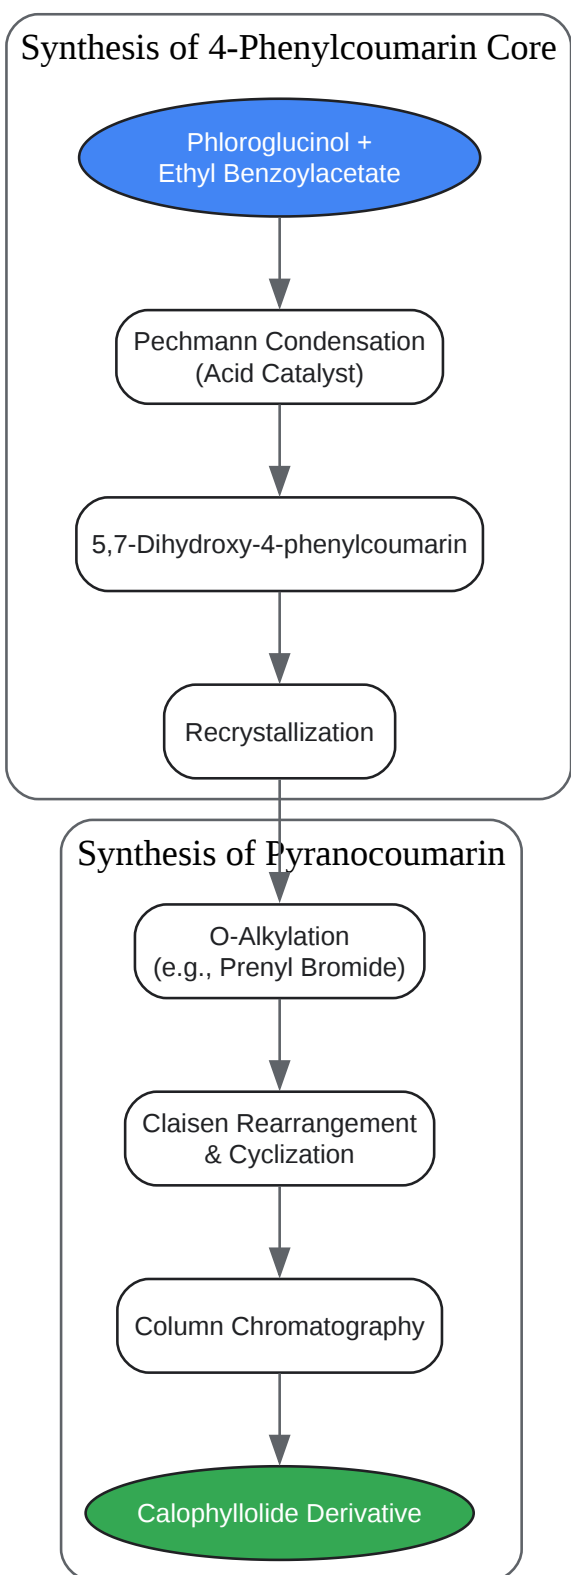 Synthesis of 4-Phenylcoumarin Core
Phloroglucinol +
Ethyl Benzoylacetate
Pechmann Condensation
(Acid Catalyst)
5,7-Dihydroxy-4-phenylcoumarin
Recrystallization
Synthesis of Pyranocoumarin
O-Alkylation
(e.g., Prenyl Bromide)
Claisen Rearrangement
& Cyclization
Column Chromatography
Calophyllolide Derivative